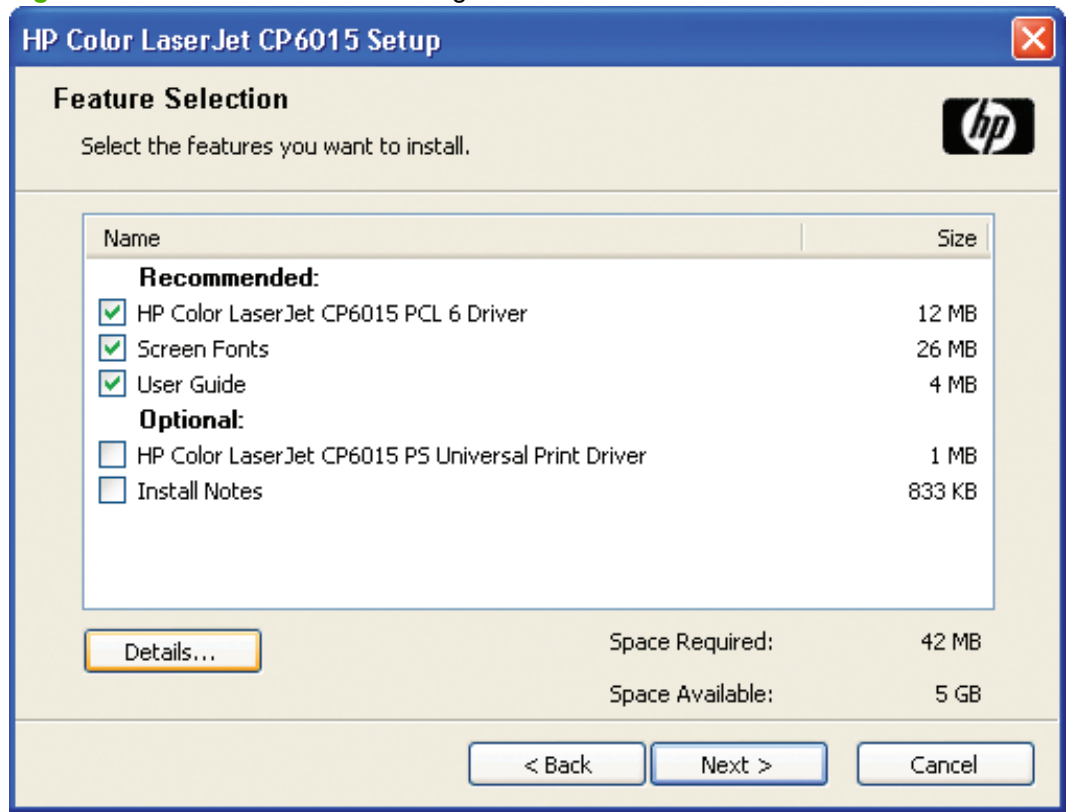 HP Color LaserJet CP6015 Setup
Feature Selection
hp
Select the features you want to install.
Name Size
Recommended:
HP Color LaserJet CP6015 PCL 6 Driver 12 MB
Screen Fonts 26 MB
User Guide 4 MB
Optional:
HP Color LaserJet CP6015 PS Universal Print Driver 1 MB
Install Notes 833 KB
Details... Space Required: 42 MB
Space Available: 5 GB
< Back Next > Cancel